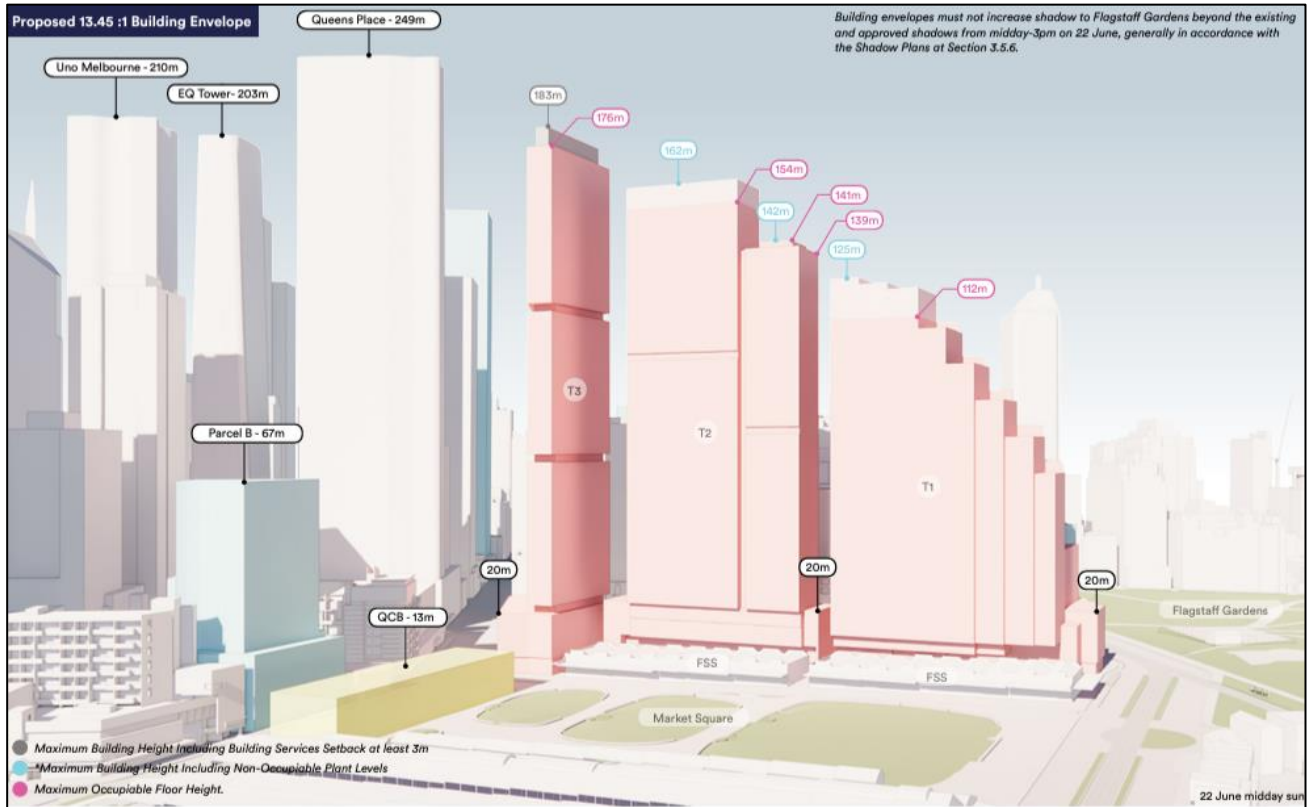 Proposed 13.45 :1 Building Envelope
Queens Place - 249m
Building envelopes must not increase shadow to Flagstaff Gardens beyond the existing
and approved shadows from midday-3pm on 22 June, generally in accordance with
the Shadow Plans at Section 3.5.6.
Uno Melbourne - 210m
EQ Tower- 203m
183m
176m
162m
154m
141m
142m
139m
125m
112m
T3
T2
T1
Parcel B - 67m
20m
20m
20m
QCB - 13m
Flagstaff Gardens
FSS
FSS
Market Square
Maximum Building Height Including Building Services Setback at least 3m
*Maximum Building Height Including Non-Occupiable Plant Levels
Maximum Occupiable Floor Height.
22 June midday sun